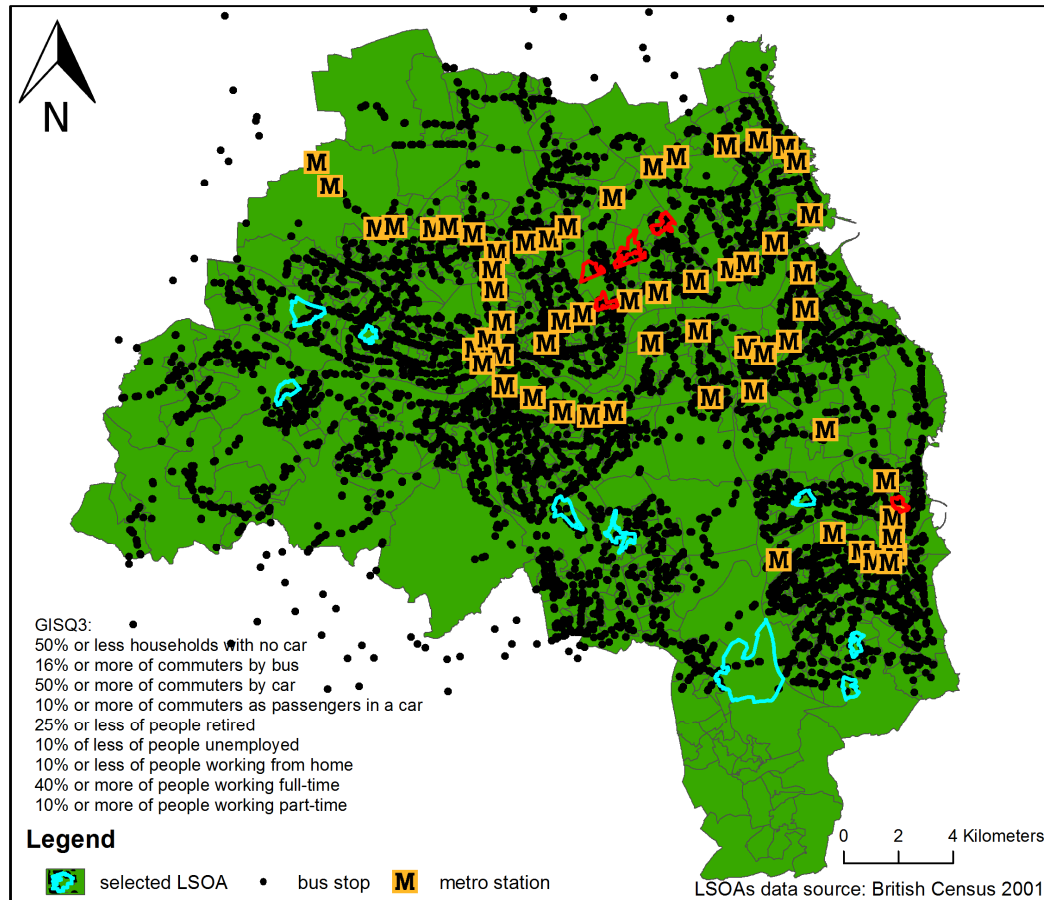 N
GISQ3:
50% or less households with no car
16% or more of commuters by bus
50% or more of commuters by car
10% or more of commuters as passengers in a car
25% or less of people retired
10% of less of people unemployed
10% or less of people working from home
40% or more of people working full-time
10% or more of people working part-time
Legend
selected LSOA
bus stop
M metro station
0 2 4 Kilometers
LSOAs data source: British Census 2001